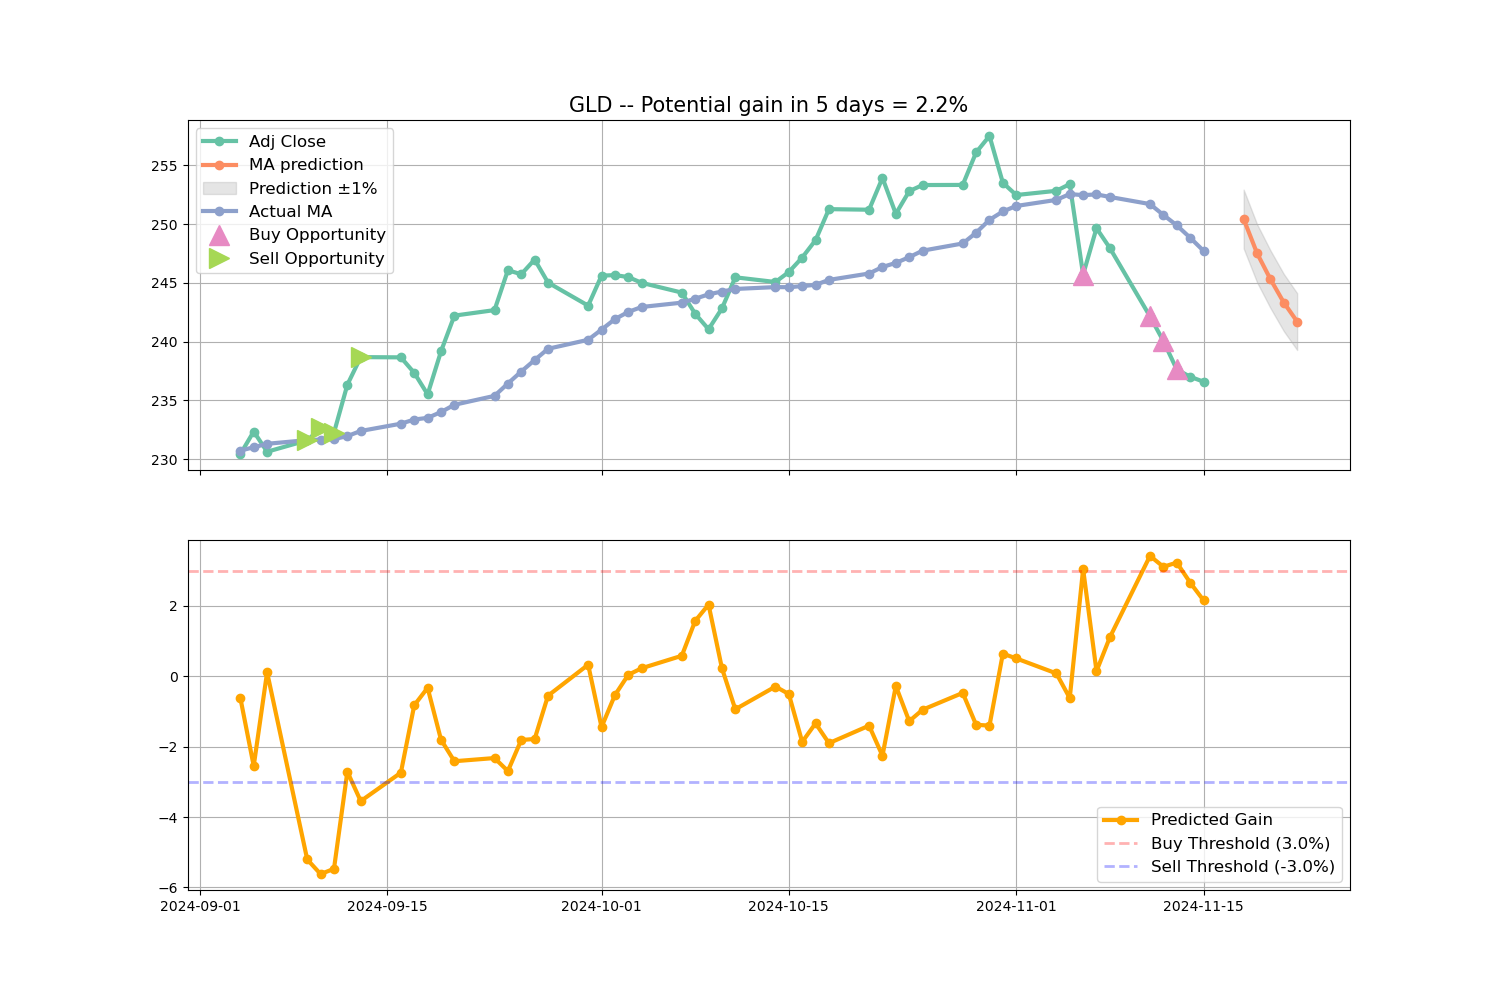 GLD -- Potential gain in 5 days = 2.2%
Adj Close
MA prediction
Prediction ±1%
Actual MA
Buy Opportunity
Sell Opportunity
255
250
245
240
235
230
2
0
−2
−4
−6
Predicted Gain
Buy Threshold (3.0%)
Sell Threshold (-3.0%)
2024-09-01 2024-09-15 2024-10-01 2024-10-15 2024-11-01 2024-11-15